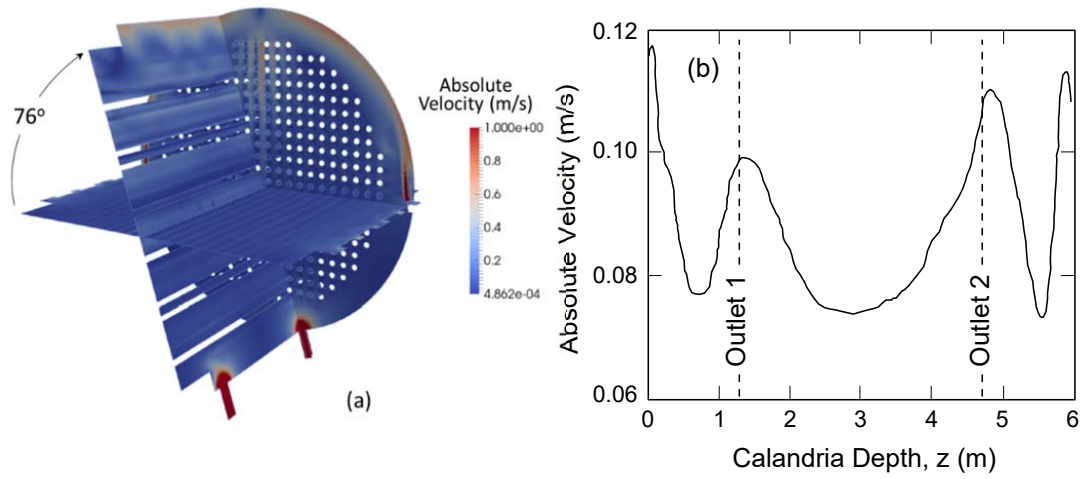 76°
Absolute
Velocity (m/s)
1.000e+00
0.8
0.6
0.4
0.2
4.862e-04
(a)
(b)
Absolute Velocity (m/s)
0.12
0.10
0.08
0.06
Outlet 1
Outlet 2
0 1 2 3 4 5 6
Calandria Depth, z (m)